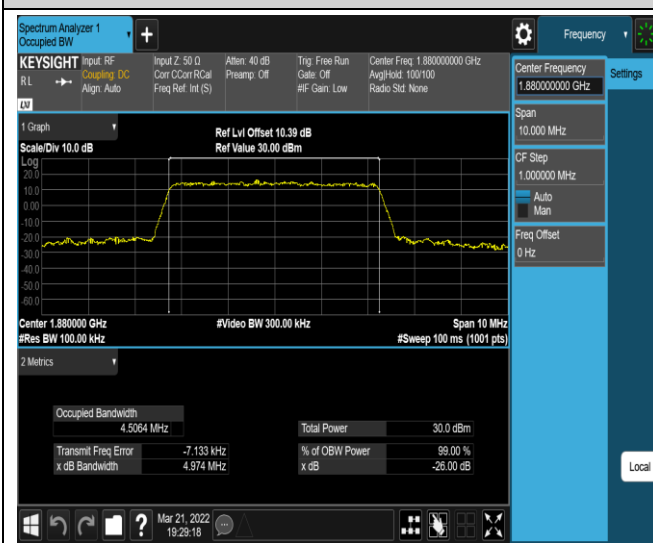 Spectrum Analyzer 1
Occupied BW
+
Frequency
KEYSIGHT
RL
LXI
Input: RF
Coupling: DC
Align: Auto
Input Z: 50 Ω
Corr CCorr RCal
Freq Ref: Int (S)
Atten: 40 dB
Preamp: Off
Trig: Free Run
Gate: Off
#IF Gain: Low
Center Freq: 1.880000000 GHz
Avg|Hold: 100/100
Radio Std: None
Center Frequency
1.880000000 GHz
Settings
Span
10.000 MHz
CF Step
1.000000 MHz
Auto
Man
Freq Offset
0 Hz
Local
1 Graph
Scale/Div 10.0 dB
Ref Lvl Offset 10.39 dB
Ref Value 30.00 dBm
Log
20.0
10.0
0.00
-10.0
-20.0
-30.0
-40.0
-50.0
-60.0
Center 1.880000 GHz
#Res BW 100.00 kHz
#Video BW 300.00 kHz
Span 10 MHz
#Sweep 100 ms (1001 pts)
2 Metrics
Occupied Bandwidth
4.5064 MHz
Total Power 30.0 dBm
Transmit Freq Error -7.133 kHz
% of OBW Power 99.00 %
x dB Bandwidth 4.974 MHz
x dB -26.00 dB
?
Mar 21, 2022
19:29:18